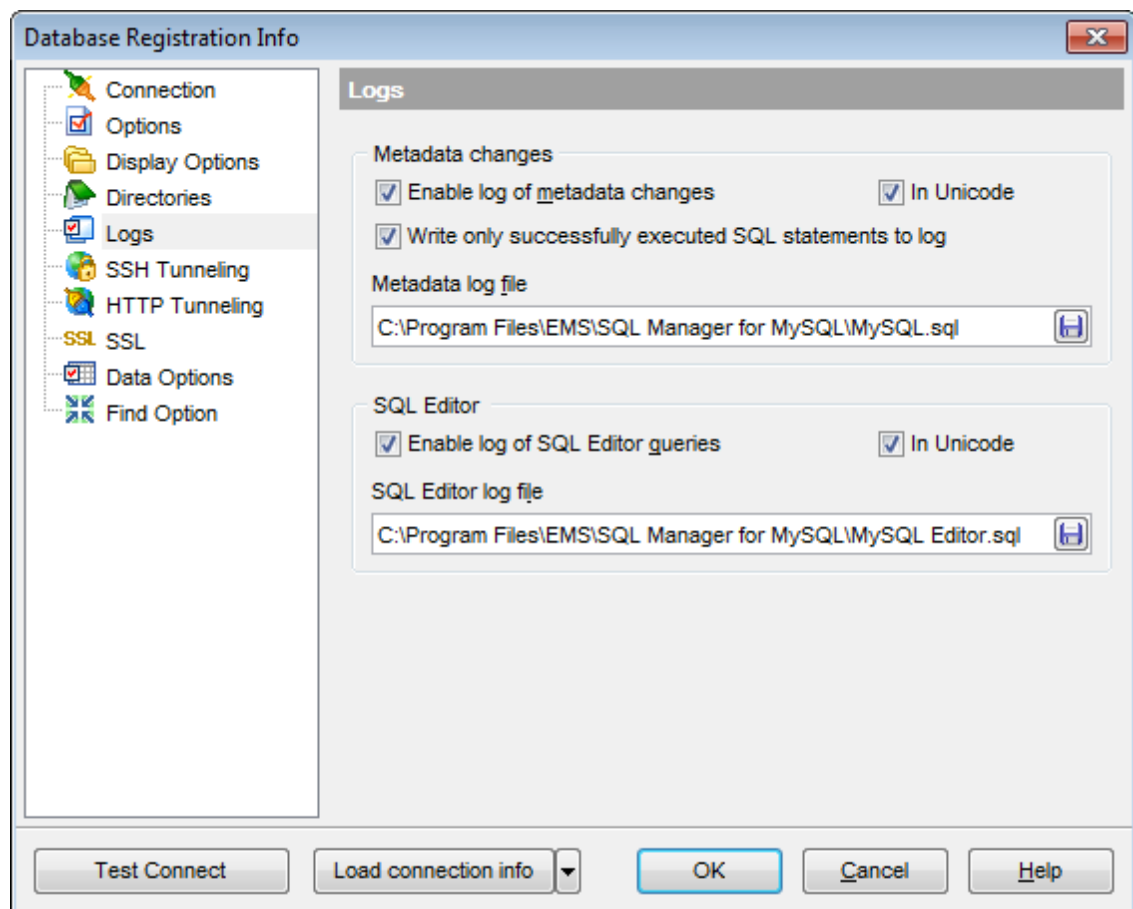 Database Registration Info
Connection
Options
Display Options
Directories
Logs
SSH Tunneling
HTTP Tunneling
SSL SSL
Data Options
Find Option
Logs
Metadata changes
Enable log of metadata changes In Unicode
Write only successfully executed SQL statements to log
Metadata log file
C:\Program Files\EMS\SQL Manager for MySQL\MySQL.sql
SQL Editor
Enable log of SQL Editor queries In Unicode
SQL Editor log file
C:\Program Files\EMS\SQL Manager for MySQL\MySQL Editor.sql
Test Connect Load connection info OK Cancel Help